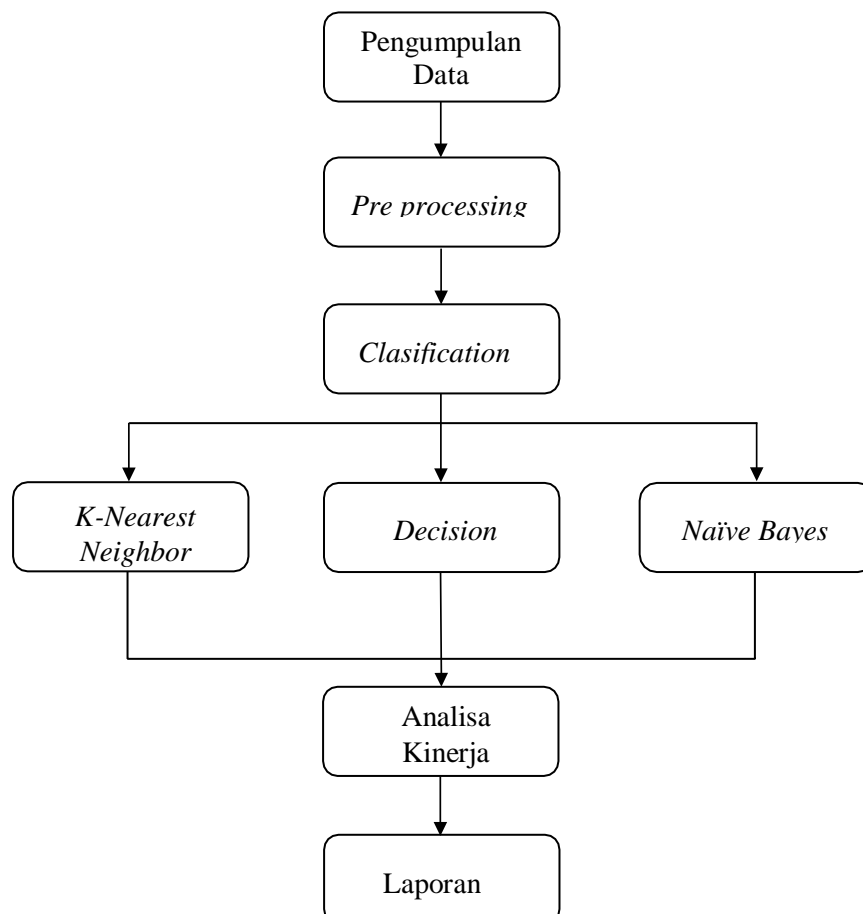 Pengumpulan
Data
Pre processing
Clasification
K-Nearest
Neighbor
Decision
Naïve Bayes
Analisa
Kinerja
Laporan